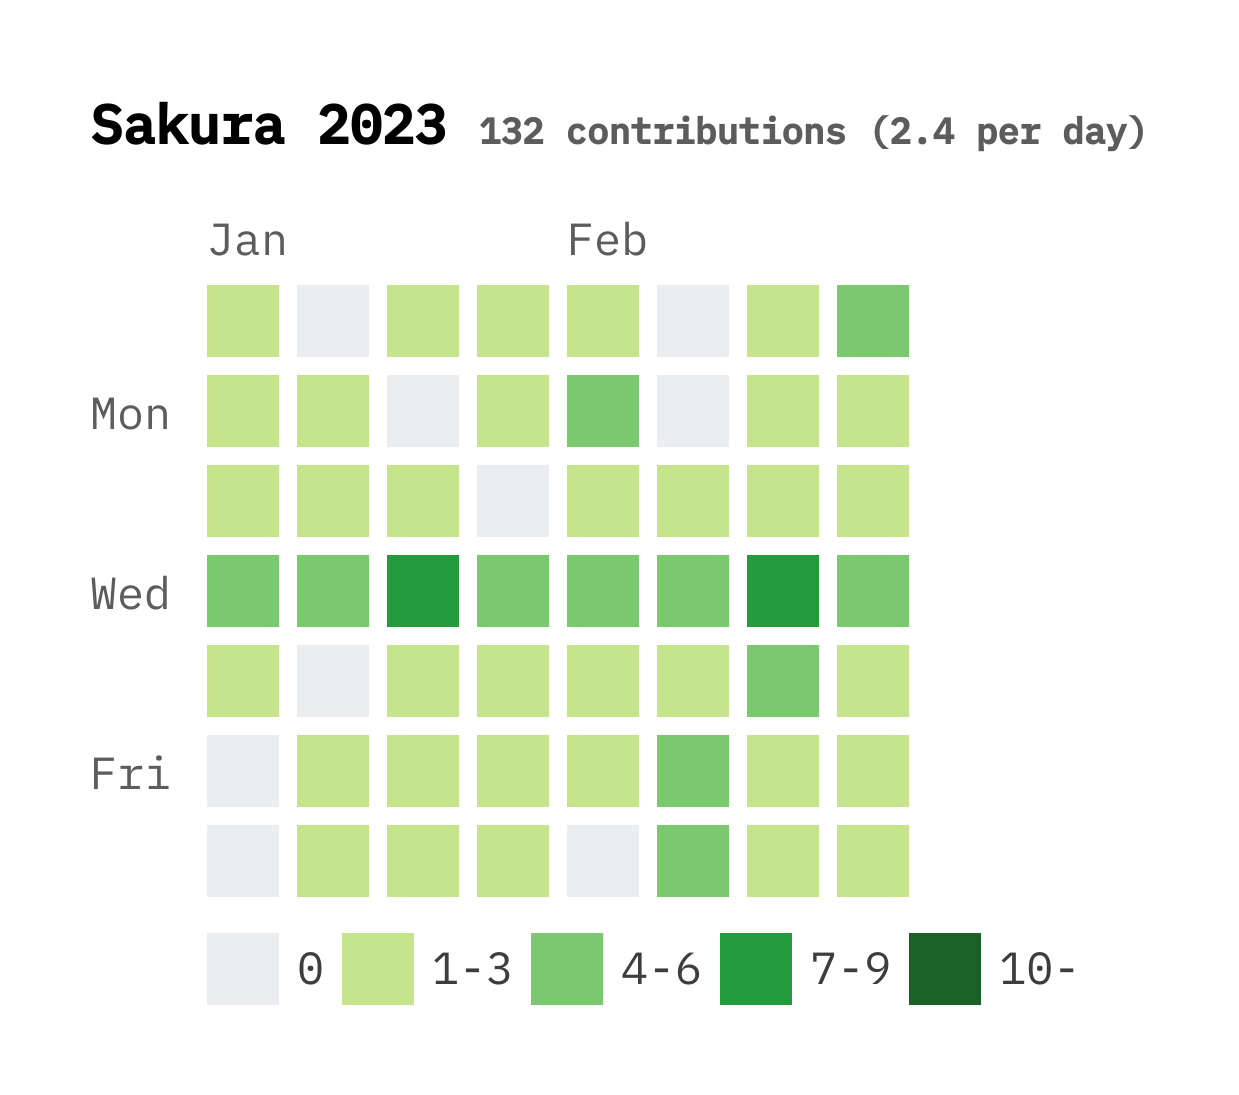 Sakura 2023 132 contributions (2.4 per day)
Jan Feb
Mon
Wed
Fri
0 1-3 4-6 7-9 10-